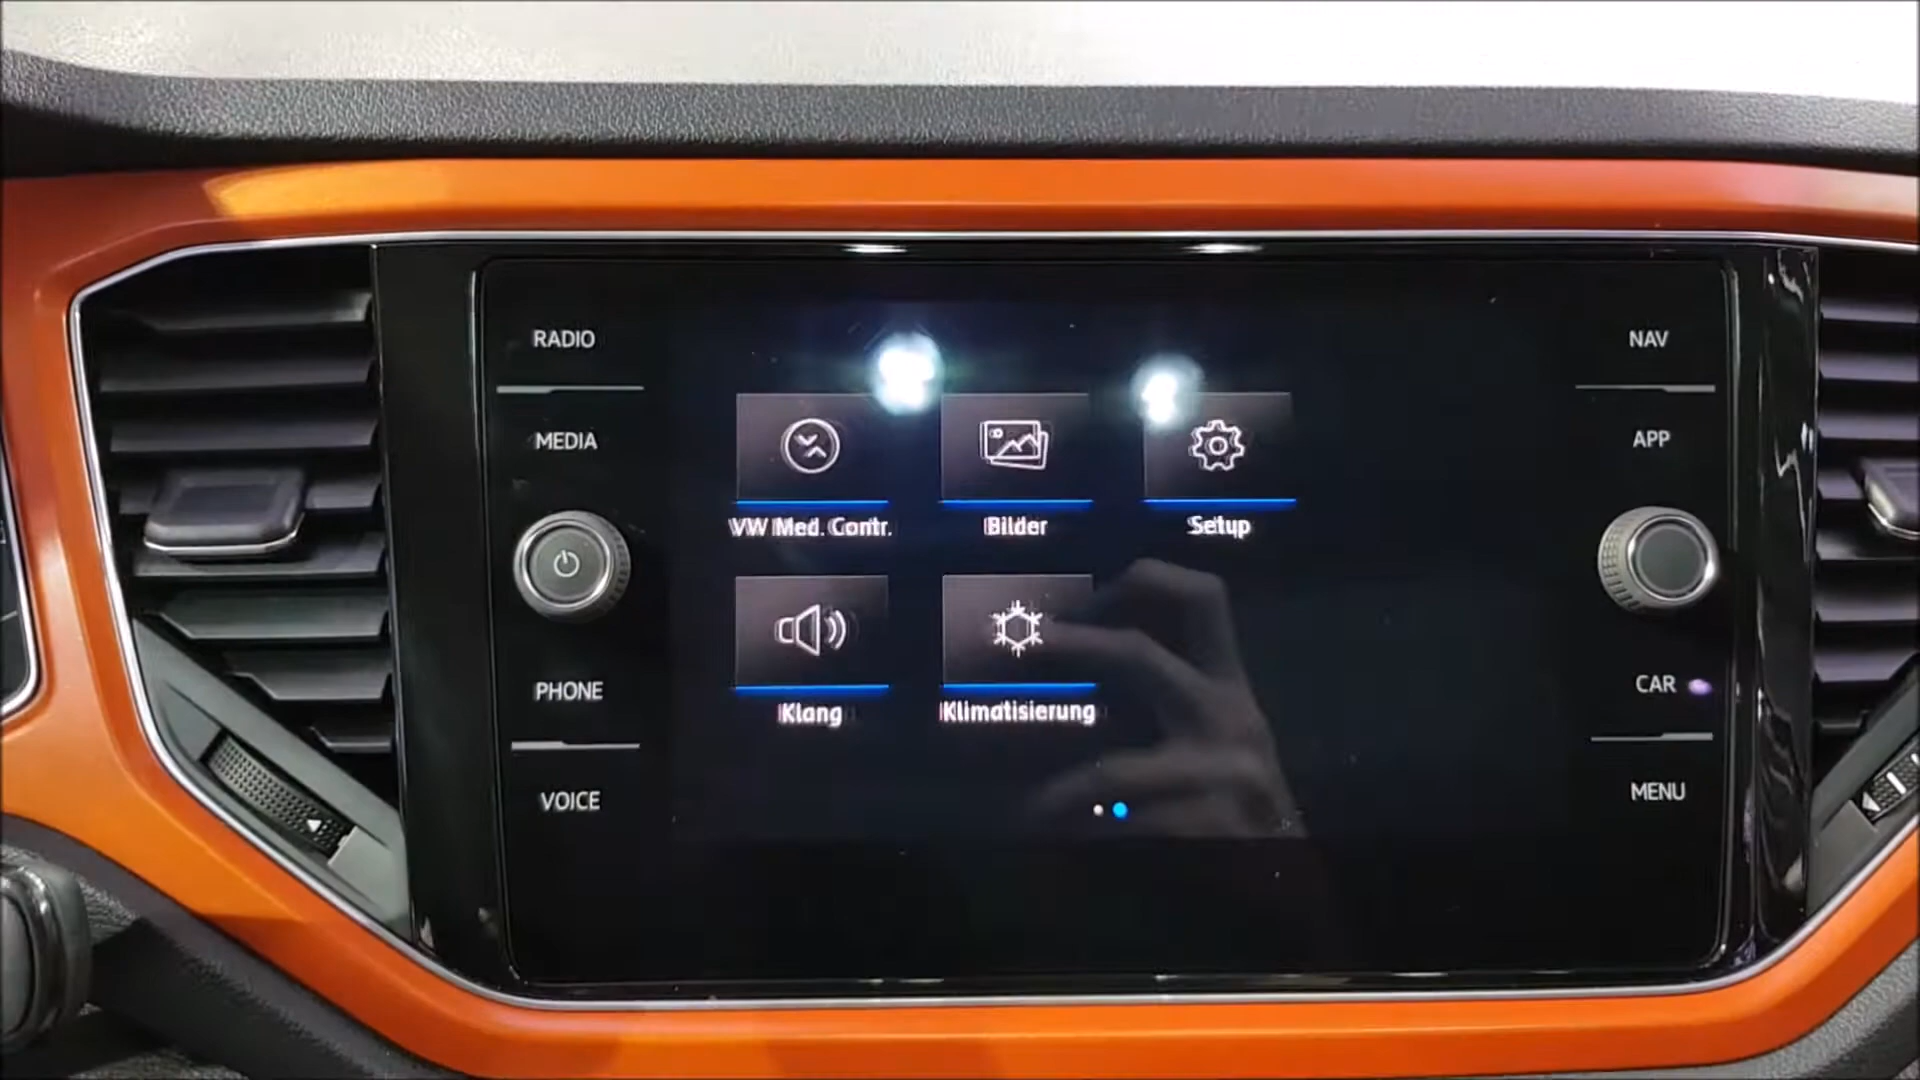 RADIO
MEDIA
PHONE
VOICE
VW Med. Contr.
Bilder
Setup
Klang
Klimatisierung
NAV
APP
CAR
MENU